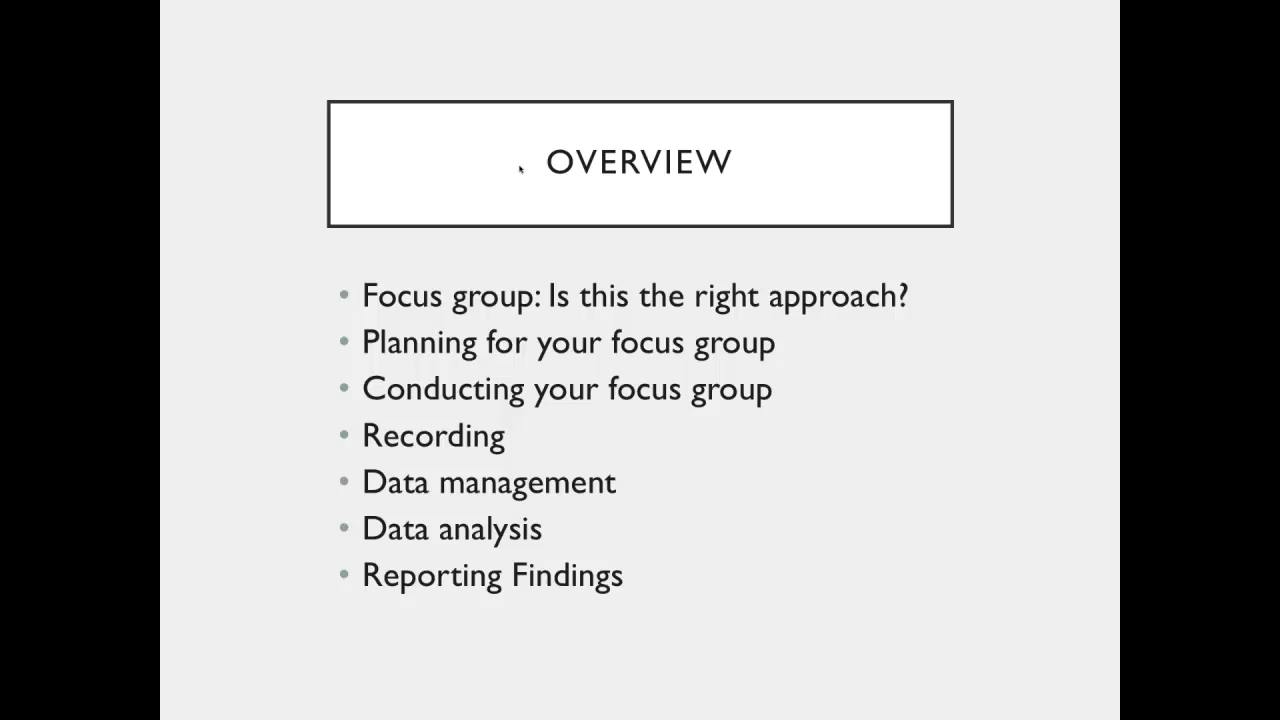 OVERVIEW
• Focus group: Is this the right approach?
• Planning for your focus group
• Conducting your focus group
• Recording
• Data management
• Data analysis
• Reporting Findings